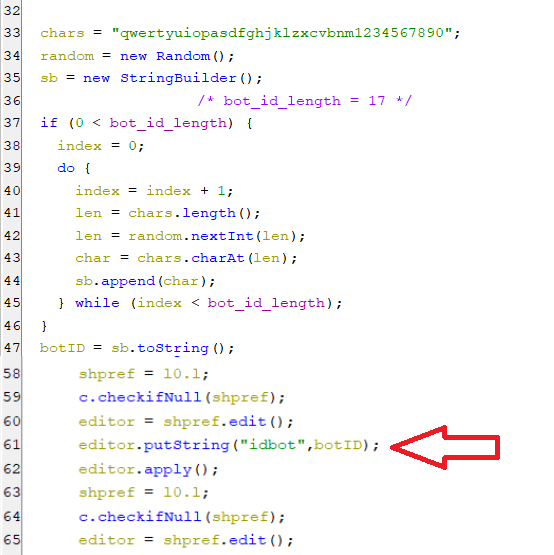 32
33 chars = "qwertyuiopasdfghjklzxcvbnm1234567890";
34 random = new Random();
35 sb = new StringBuilder();
36 /* bot_id_length = 17 */
37 if (0 < bot_id_length) {
38 index = 0;
39 do {
40 index = index + 1;
41 len = chars.length();
42 len = random.nextInt(len);
43 char = chars.charAt(len);
44 sb.append(char);
45 } while (index < bot_id_length);
46 }
47 botID = sb.toString();
58 shpref = l0.l;
59 c.checkifNull(shpref);
60 editor = shpref.edit();
61 editor.putString("idbot",botID);
62 editor.apply();
63 shpref = l0.l;
64 c.checkifNull(shpref);
65 editor = shpref.edit();